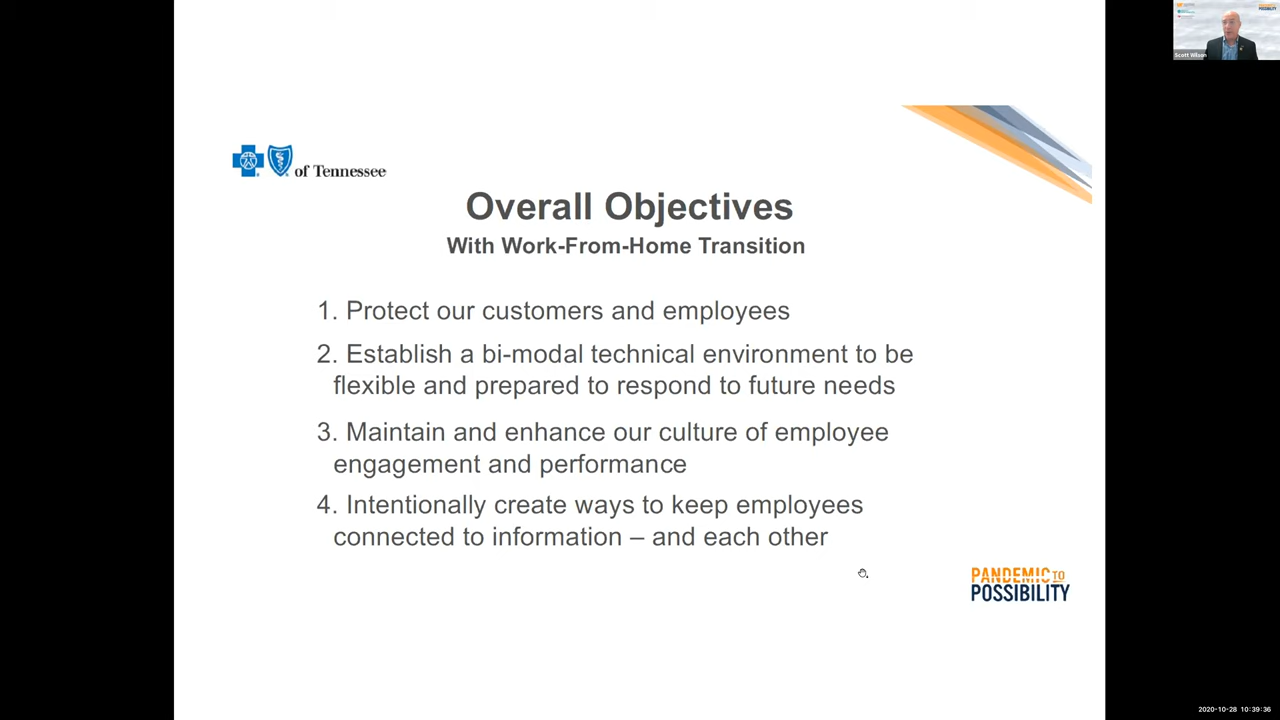 Scott Wilson
of Tennessee
Overall Objectives
With Work-From-Home Transition
1. Protect our customers and employees
2. Establish a bi-modal technical environment to be
flexible and prepared to respond to future needs
3. Maintain and enhance our culture of employee
engagement and performance
4. Intentionally create ways to keep employees
connected to information – and each other
PANDEMIC TO
POSSIBILITY
2020-10-28 10:39:36